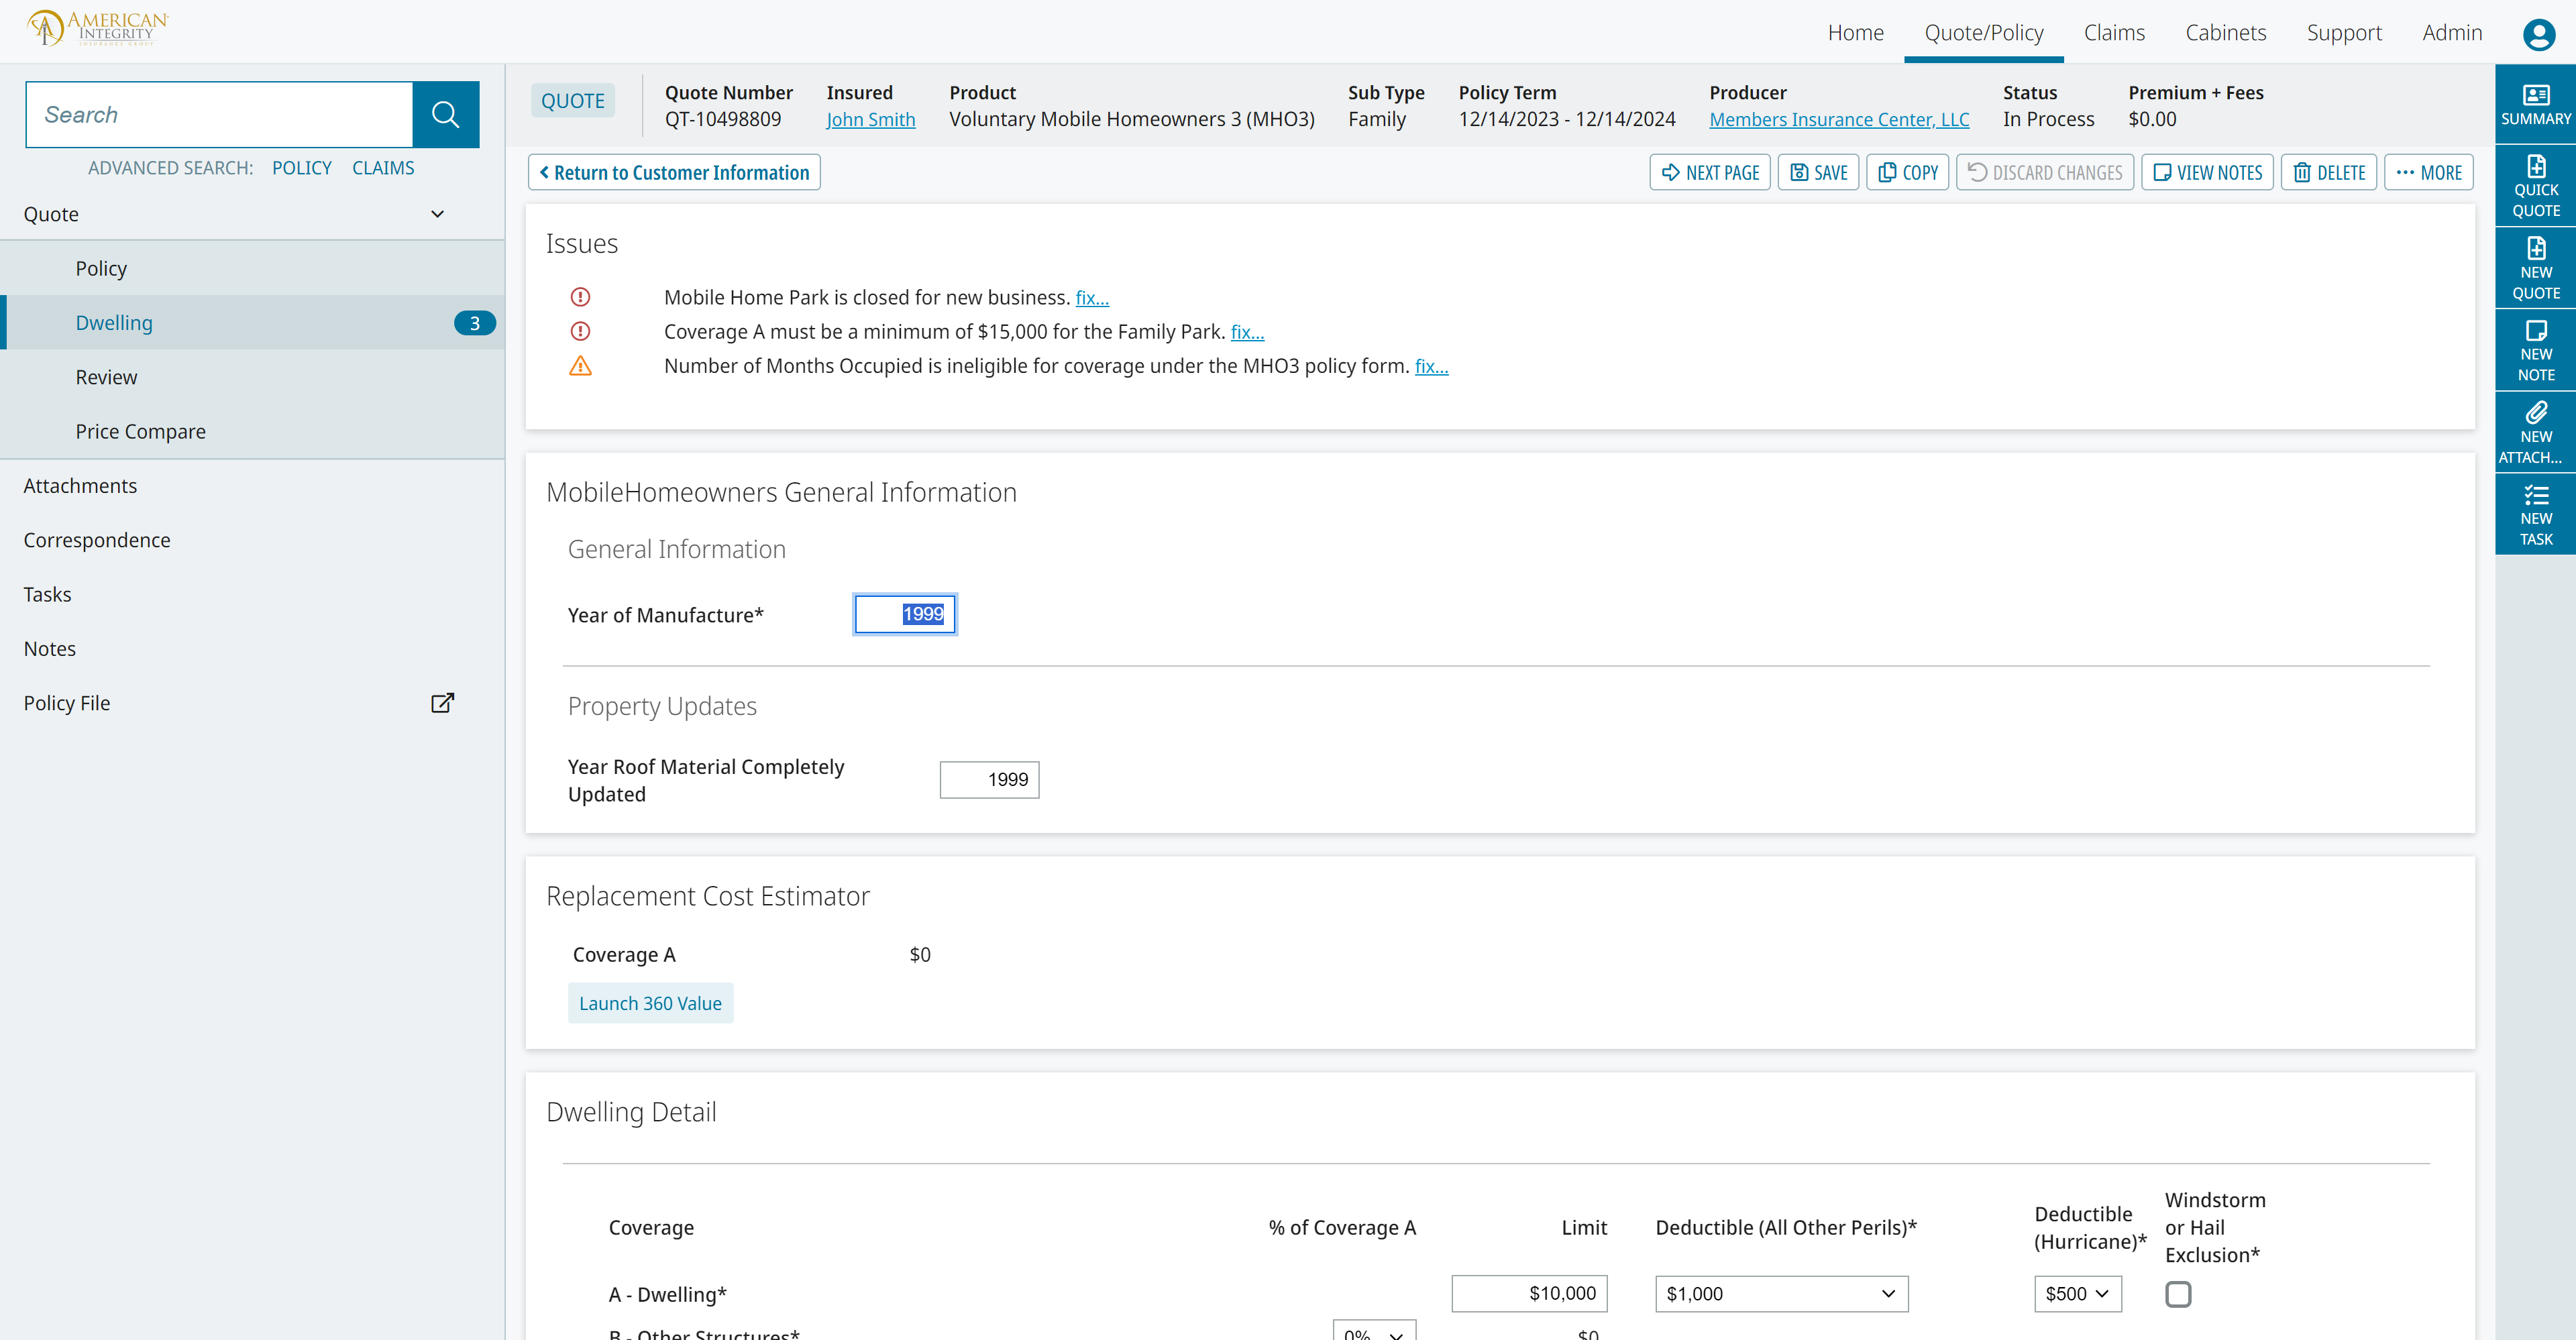 AMERICAN
INTEGRITY
INSURANCE GROUP
Home
Quote/Policy
Claims
Cabinets
Support
Admin
Search
ADVANCED SEARCH: POLICY CLAIMS
Quote
Policy
Dwelling 3
Review
Price Compare
Attachments
Correspondence
Tasks
Notes
Policy File
QUOTE
Quote Number
QT-10498809
Insured
John Smith
Product
Voluntary Mobile Homeowners 3 (MHO3)
Sub Type
Family
Policy Term
12/14/2023 - 12/14/2024
Producer
Members Insurance Center, LLC
Status
In Process
Premium + Fees
$0.00
Return to Customer Information
NEXT PAGE
SAVE
COPY
DISCARD CHANGES
VIEW NOTES
DELETE
MORE
Issues
Mobile Home Park is closed for new business. fix...
Coverage A must be a minimum of $15,000 for the Family Park. fix...
Number of Months Occupied is ineligible for coverage under the MHO3 policy form. fix...
MobileHomeowners General Information
General Information
Year of Manufacture* 1999
Property Updates
Year Roof Material Completely
Updated
1999
Replacement Cost Estimator
Coverage A $0
Launch 360 Value
Dwelling Detail
Coverage
% of Coverage A
Limit
Deductible (All Other Perils)*
Deductible
(Hurricane)*
Windstorm
or Hail
Exclusion*
A - Dwelling* $10,000 $1,000 $500
B - Other Structures* 0% $0
SUMMARY
QUICK
QUOTE
NEW
QUOTE
NEW
NOTE
NEW
ATTACH...
NEW
TASK